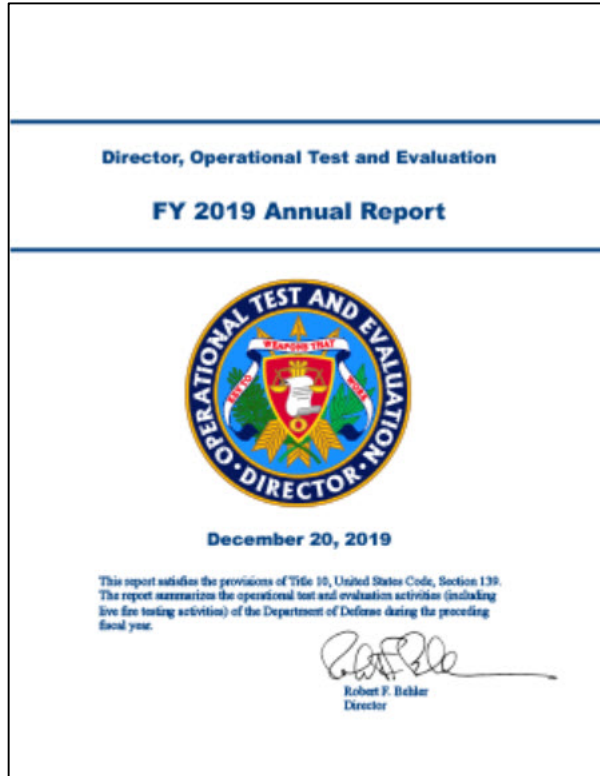 Director, Operational Test and Evaluation
FY 2019 Annual Report
OPERATIONAL TEST AND EVALUATION
WEAPONS THAT
KEY TO
WORK
• DIRECTOR •
December 20, 2019
This report satisfies the provisions of Title 10, United States Code, Section 139.
The report summarizes the operational test and evaluation activities (including
live fire testing activities) of the Department of Defense during the preceding
fiscal year.
Robert F. Behler
Director